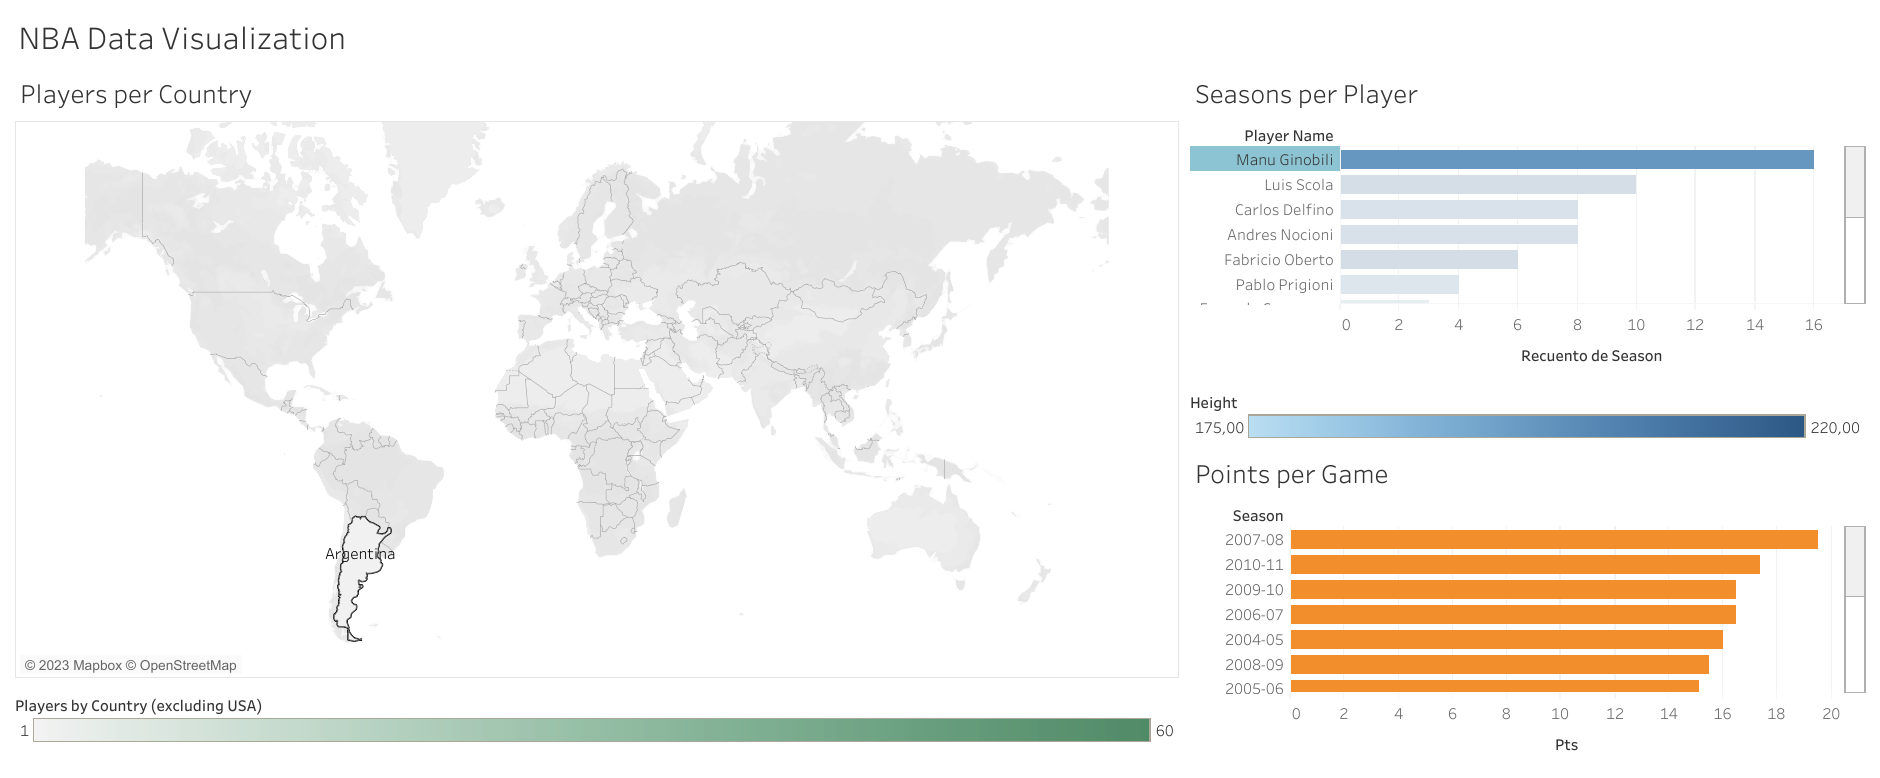 NBA Data Visualization
Players per Country
Argentina
© 2023 Mapbox © OpenStreetMap
Players by Country (excluding USA)
1 60
Seasons per Player
Player Name
Manu Ginobili
Luis Scola
Carlos Delfino
Andres Nocioni
Fabricio Oberto
Pablo Prigioni
0 2 4 6 8 10 12 14 16
Recuento de Season
Height
175,00 220,00
Points per Game
Season
2007-08
2010-11
2009-10
2006-07
2004-05
2008-09
2005-06
0 2 4 6 8 10 12 14 16 18 20
Pts